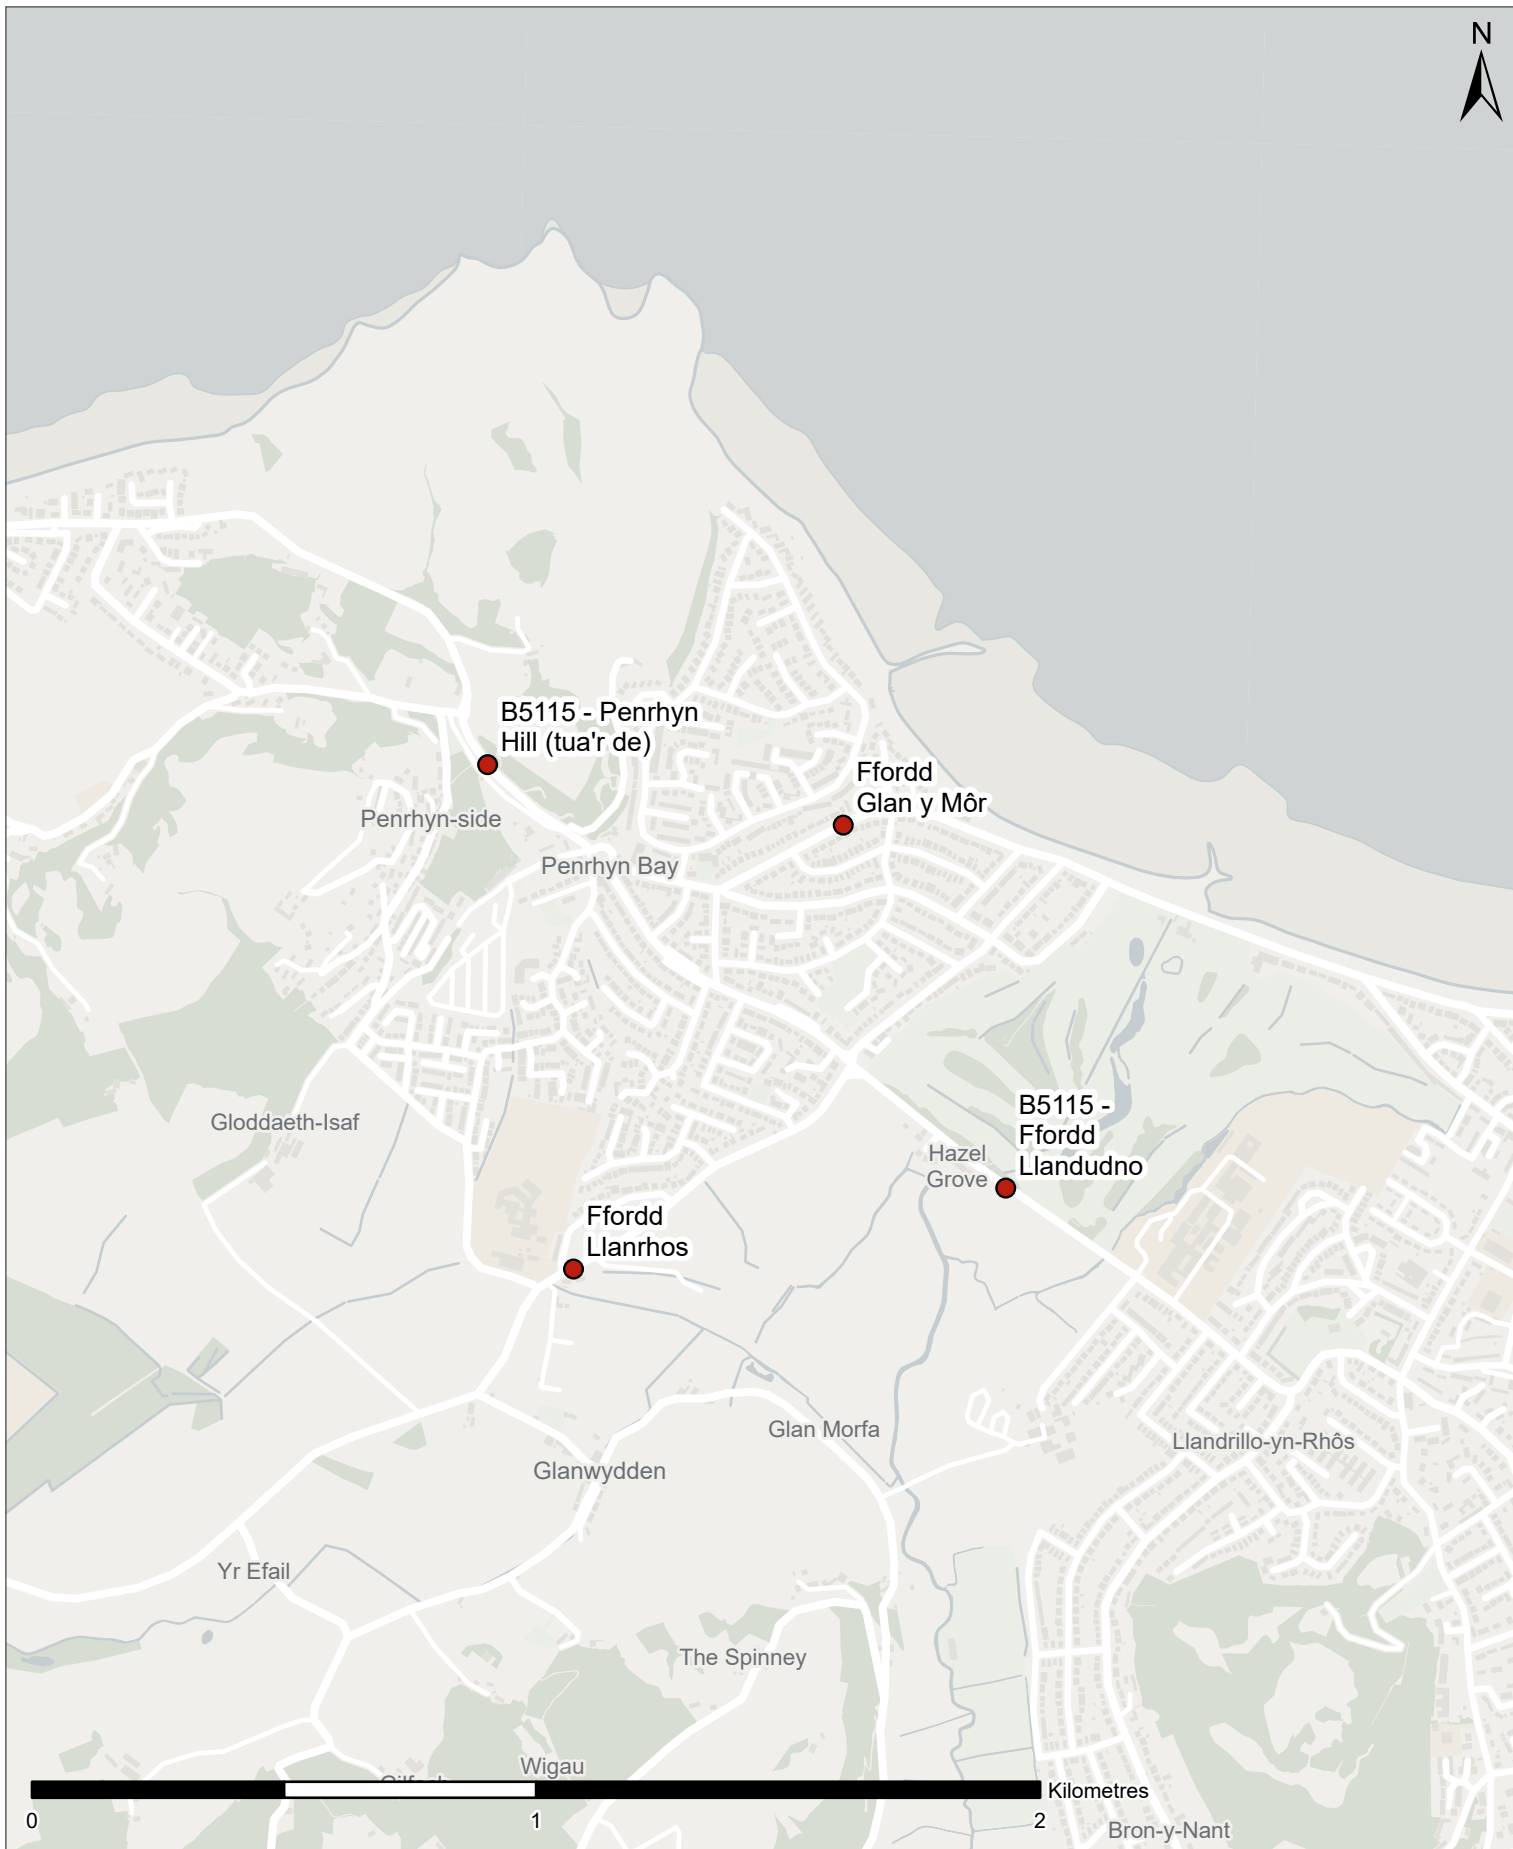 N
B5115 - Penrhyn
Hill (tua'r de)
Ffordd
Glan y Môr
Penrhyn-side
Penrhyn Bay
B5115 -
Ffordd
Llandudno
Gloddaeth-Isaf
Hazel
Grove
Ffordd
Llanrhos
Glan Morfa
Llandrillo-yn-Rhôs
Glanwydden
Yr Efail
The Spinney
Wigau
Kilometres
0
1
2
Bron-y-Nant